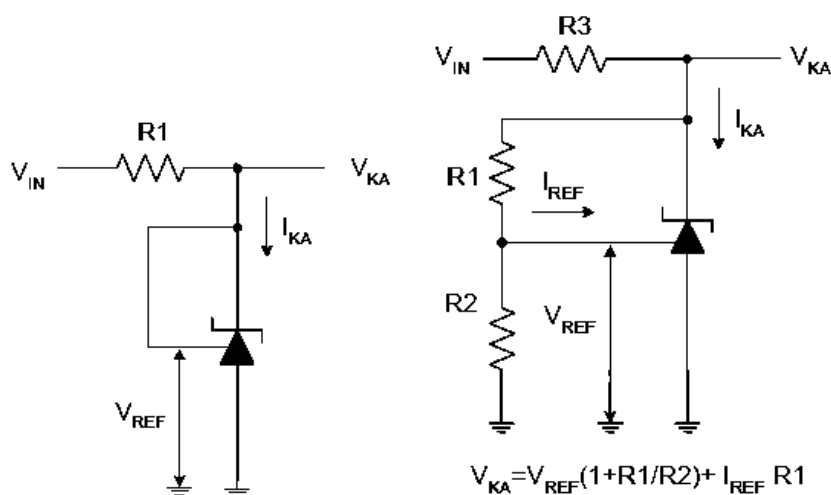 R1
V_IN
V_KA
I_KA
V_REF
R3
V_IN
V_KA
I_KA
R1
I_REF
R2
V_REF
V_KA=V_REF(1+R1/R2)+ I_REF R1